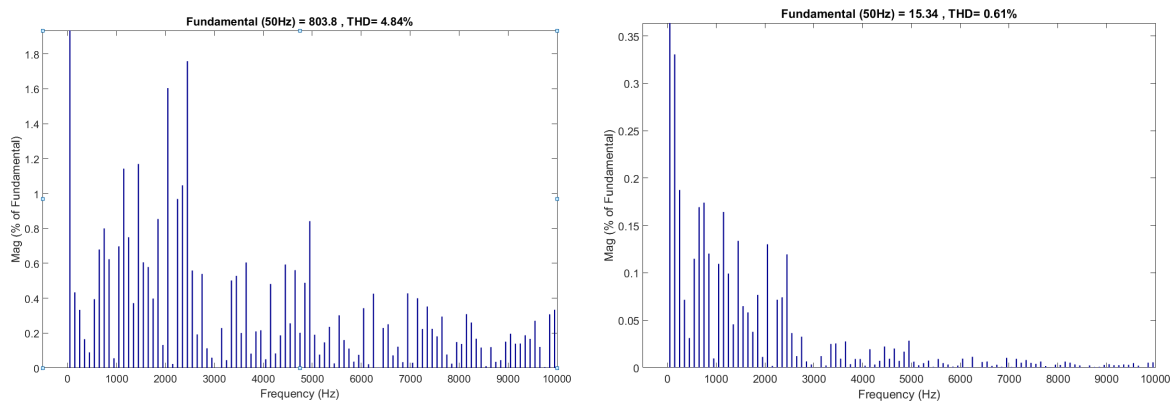 Fundamental (50Hz) = 803.8 , THD= 4.84%
Mag (% of Fundamental)
1.8
1.6
1.4
1.2
1
0.8
0.6
0.4
0.2
0
0 1000 2000 3000 4000 5000 6000 7000 8000 9000 10000
Frequency (Hz)
Fundamental (50Hz) = 15.34 , THD= 0.61%
Mag (% of Fundamental)
0.35
0.3
0.25
0.2
0.15
0.1
0.05
0
0 1000 2000 3000 4000 5000 6000 7000 8000 9000 10000
Frequency (Hz)